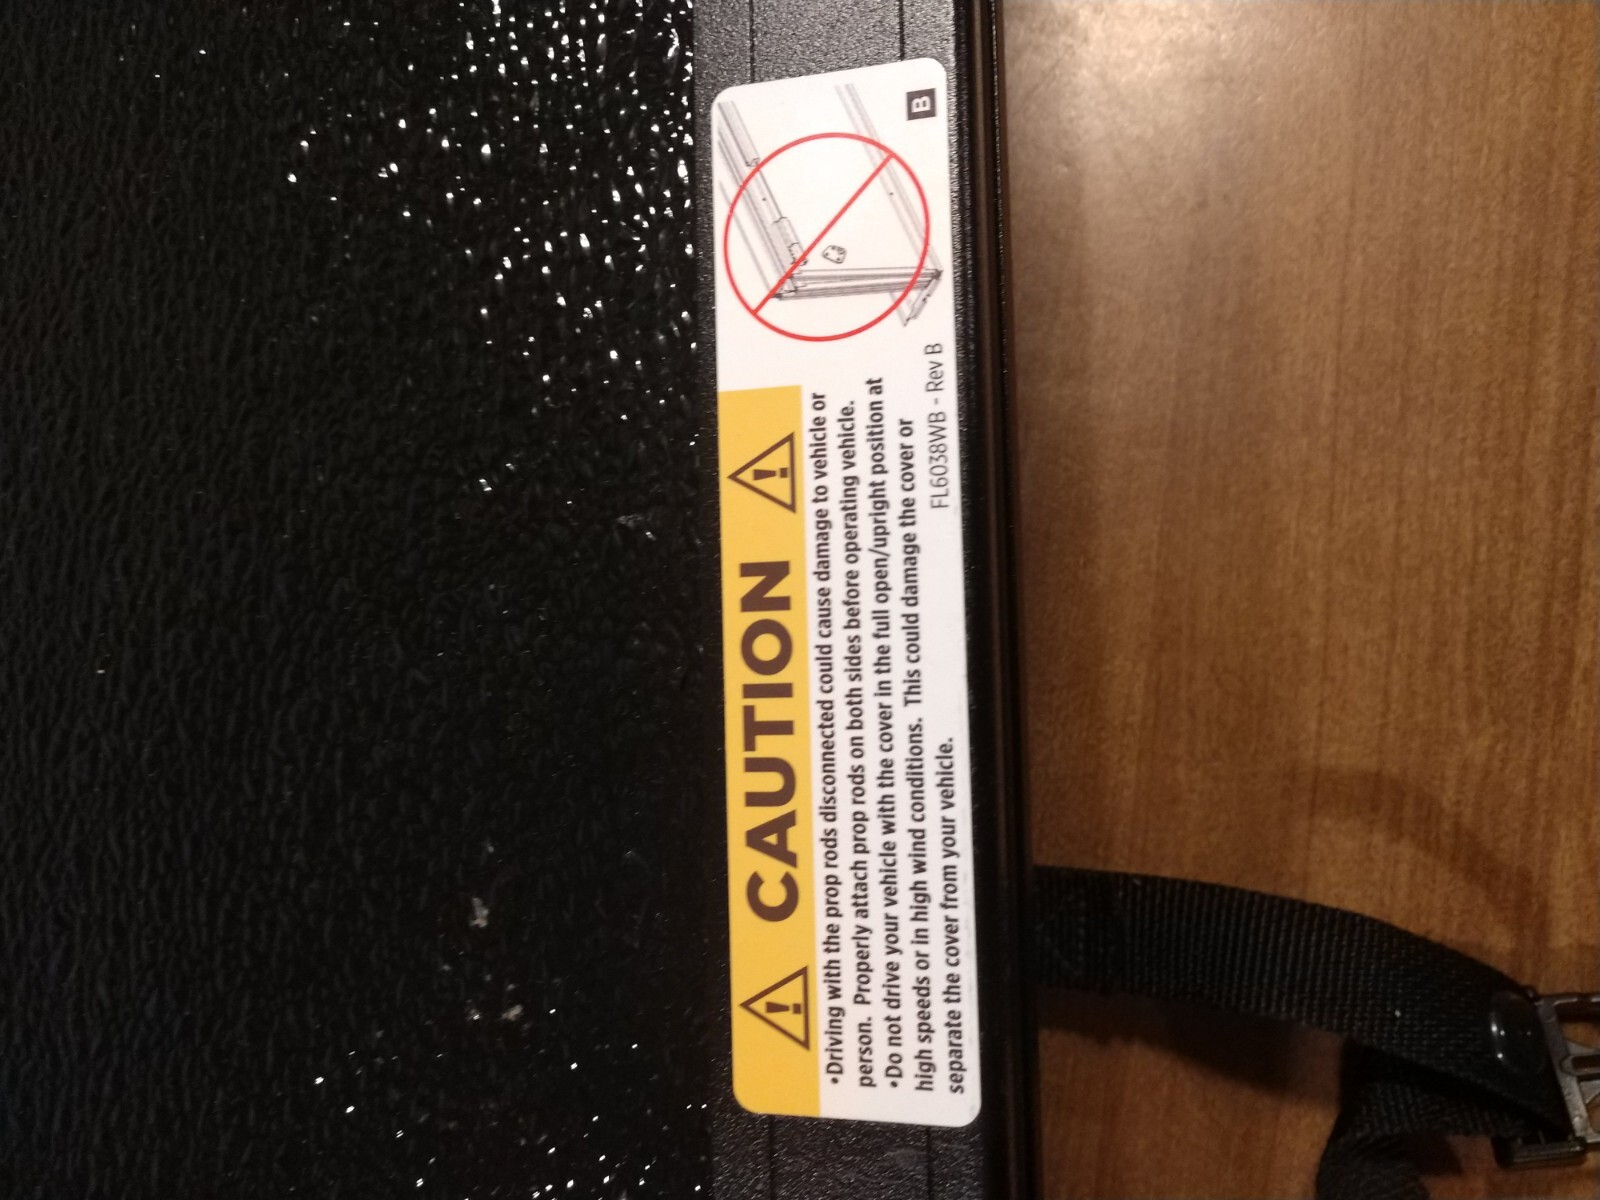 CAUTION
•Driving with the prop rods disconnected could cause damage to vehicle or
person. Properly attach prop rods on both sides before operating vehicle.
•Do not drive your vehicle with the cover in the full open/upright position at
high speeds or in high wind conditions. This could damage the cover or
separate the cover from your vehicle.
FL6038WB - Rev B
B